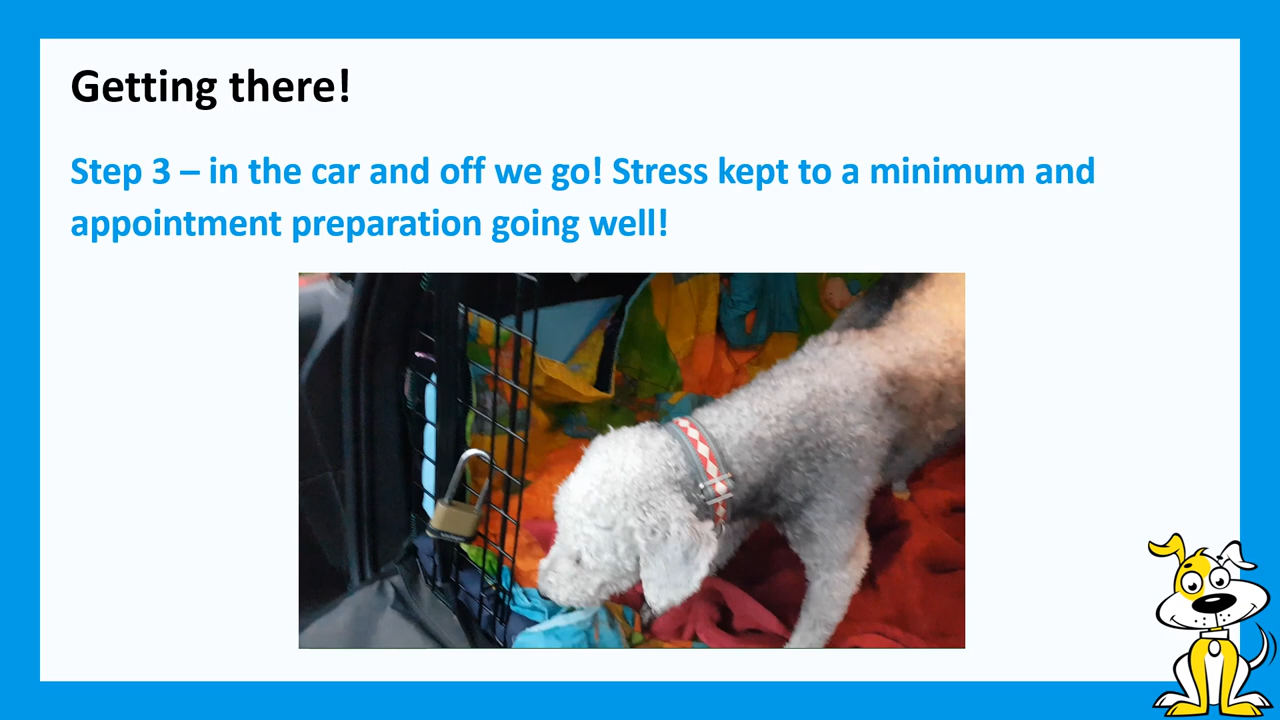 Getting there!
Step 3 – in the car and off we go! Stress kept to a minimum and
appointment preparation going well!